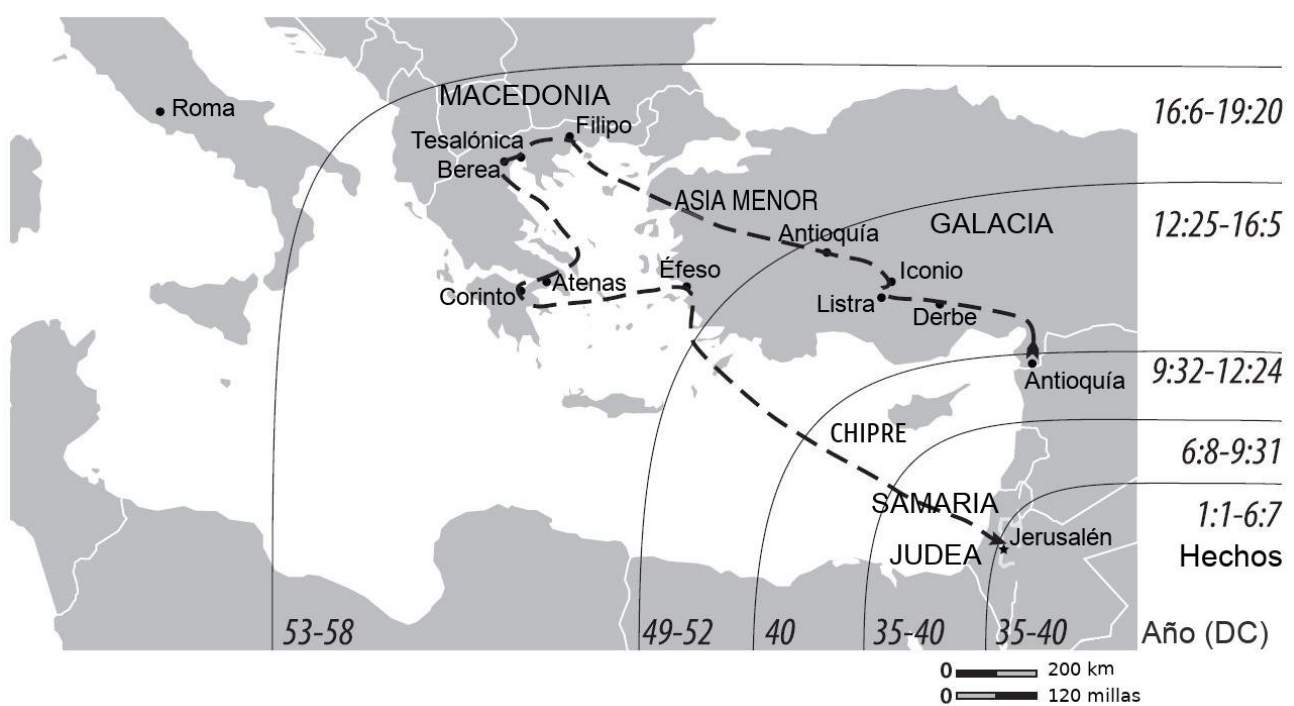 MACEDONIA
16:6-19:20
Roma
Filipo
Tesalónica
Berea
ASIA MENOR
12:25-16:5
GALACIA
Antioquía
Iconio
Éfeso
Atenas
Corinto
Listra
Derbe
9:32-12:24
Antioquía
CHIPRE
6:8-9:31
SAMARIA
1:1-6:7
Jerusalén
JUDEA
Hechos
53-58
49-52
40
35-40
35-40
Año (DC)
0 200 km
0 120 millas